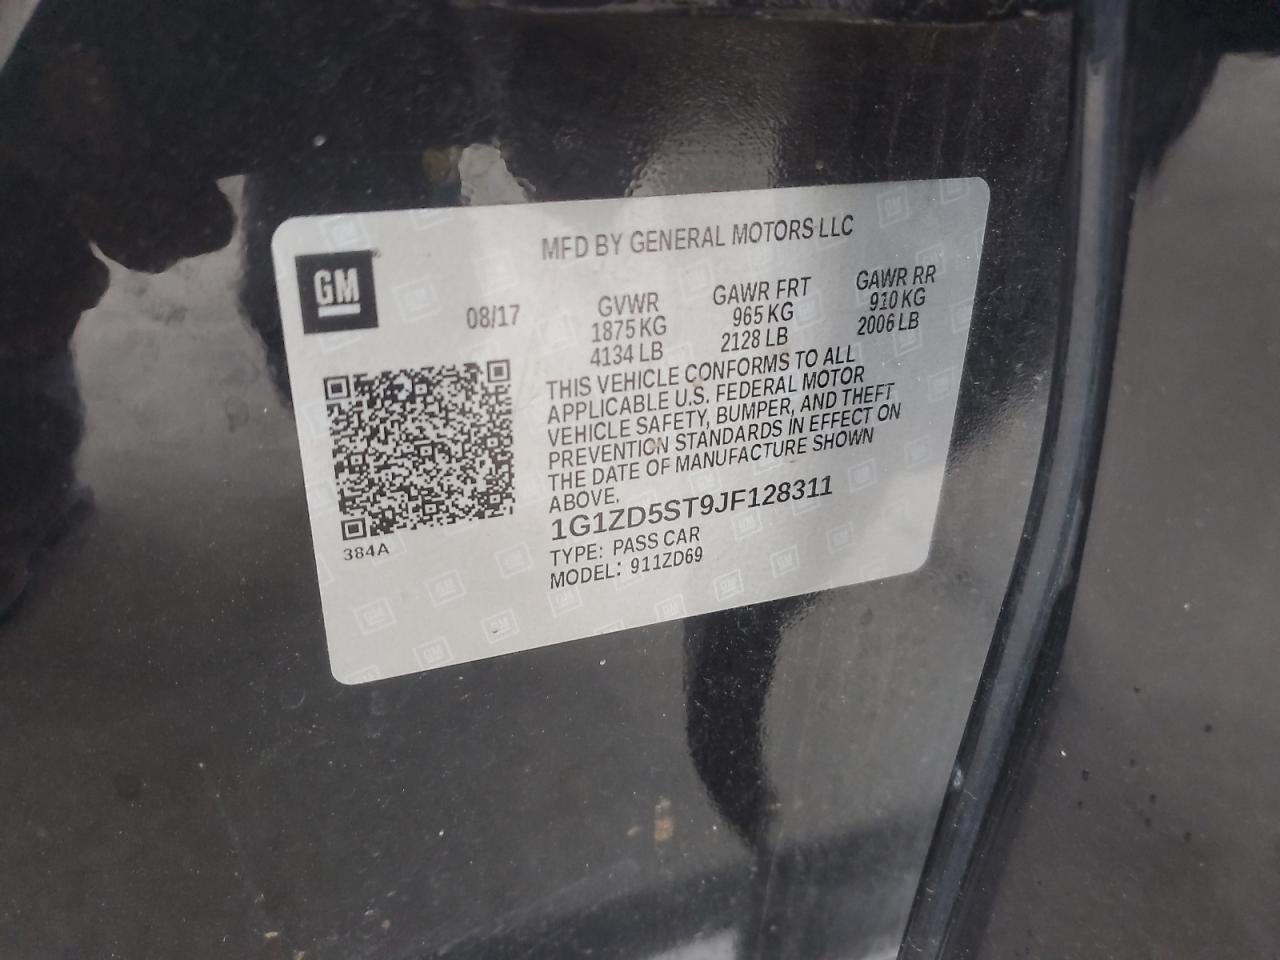 MFD BY GENERAL MOTORS LLC
GM
08/17
GVWR
1875 KG
4134 LB
GAWR FRT
965 KG
2128 LB
GAWR RR
910 KG
2006 LB
THIS VEHICLE CONFORMS TO ALL
APPLICABLE U.S. FEDERAL MOTOR
VEHICLE SAFETY, BUMPER, AND THEFT
PREVENTION STANDARDS IN EFFECT ON
THE DATE OF MANUFACTURE SHOWN
ABOVE.
1G1ZD5ST9JF128311
TYPE: PASS CAR
MODEL: 911ZD69
384A